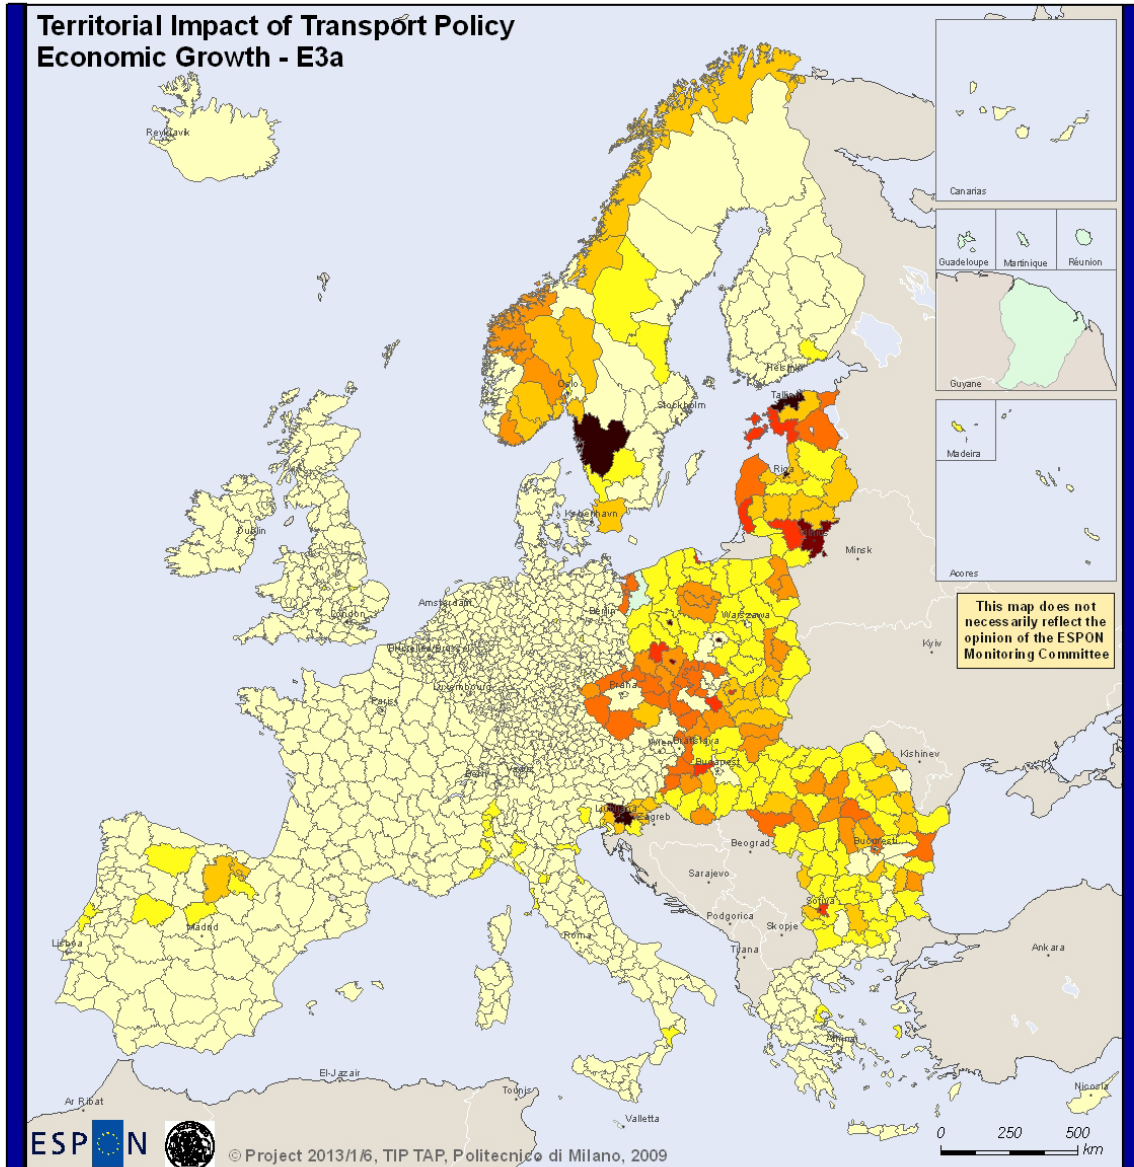 Territorial Impact of Transport Policy
Economic Growth - E3a
Reykjavik
Canarias
Guadeloupe
Martinique
Réunion
Guyane
Madeira
Acores
This map does not
necessarily reflect the
opinion of the ESPON
Monitoring Committee
Oslo
Helsinki
Stockholm
Riga
København
Dublin
Minsk
London
Amsterdam
Berlin
Warszawa
Kyiv
Luxembourg
Praha
Paris
Wien
Bratislava
Kishinev
Budapest
Bern
Ljubljana
Zagreb
Beograd
Bucuresti
Sarajevo
Sofiya
Madrid
Podgorica
Skopje
Roma
Lisboa
Tirana
Ankara
El-Jazair
Tounis
Ar Ribat
Valletta
Nicosia
ESPON
© Project 2013/1/6, TIP TAP, Politecnico di Milano, 2009
0 250 500
km